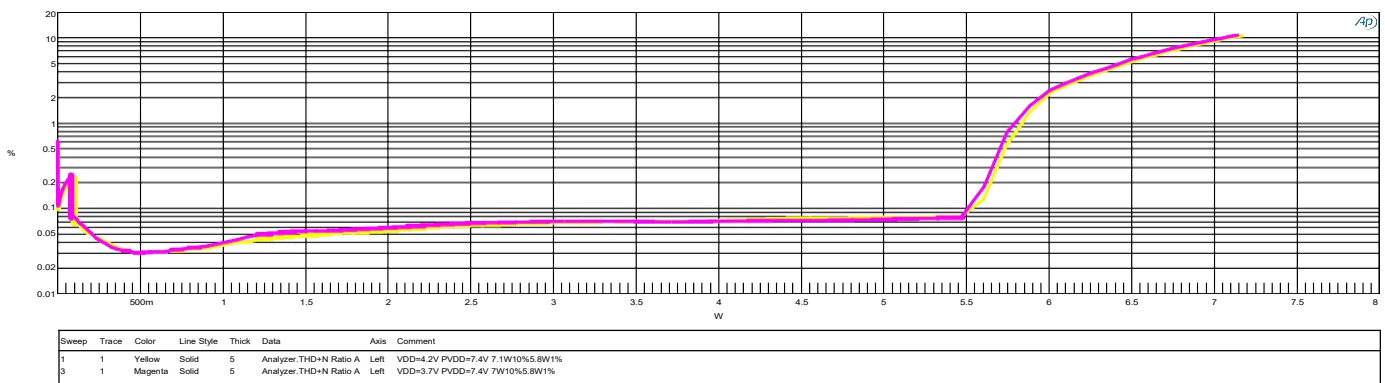 20
10
5
2
1
0.5
0.2
0.1
0.05
0.02
0.01
%
Ap
500m 1 1.5 2 2.5 3 3.5 4 4.5 5 5.5 6 6.5 7 7.5 8
W
Sweep Trace Color Line Style Thick Data Axis Comment
1 1 Yellow Solid 5 Analyzer.THD+N Ratio A Left VDD=4.2V PVDD=7.4V 7.1W10%5.8W1%
3 1 Magenta Solid 5 Analyzer.THD+N Ratio A Left VDD=3.7V PVDD=7.4V 7W10%5.8W1%